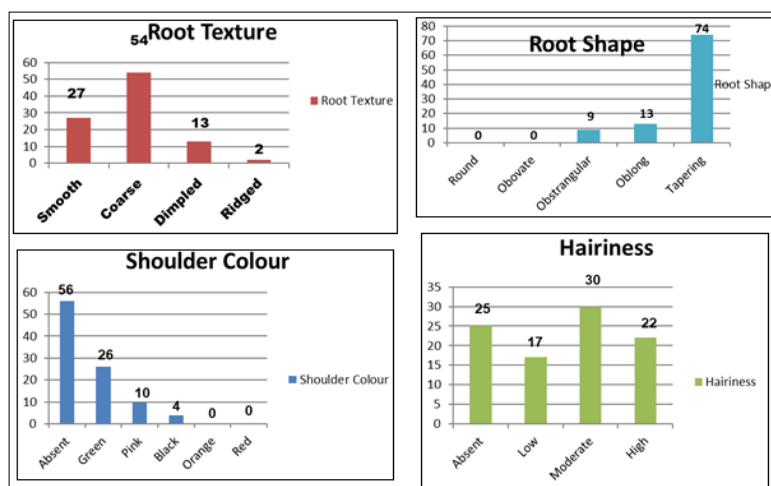 Root Texture
54
60
50
40
30
20
10
0
27
13
2
Smooth
Coarse
Dimpled
Ridged
Root Texture
Root Shape
80
70
60
50
40
30
20
10
0
0
0
9
13
74
Round
Obovate
Obstrangular
Oblong
Tapering
Root Shap
Shoulder Colour
60
50
40
30
20
10
0
56
26
10
4
0
0
Absent
Green
Pink
Black
Orange
Red
Shoulder Colour
Hairiness
35
30
25
20
15
10
5
0
25
17
30
22
Absent
Low
Moderate
High
Hairiness